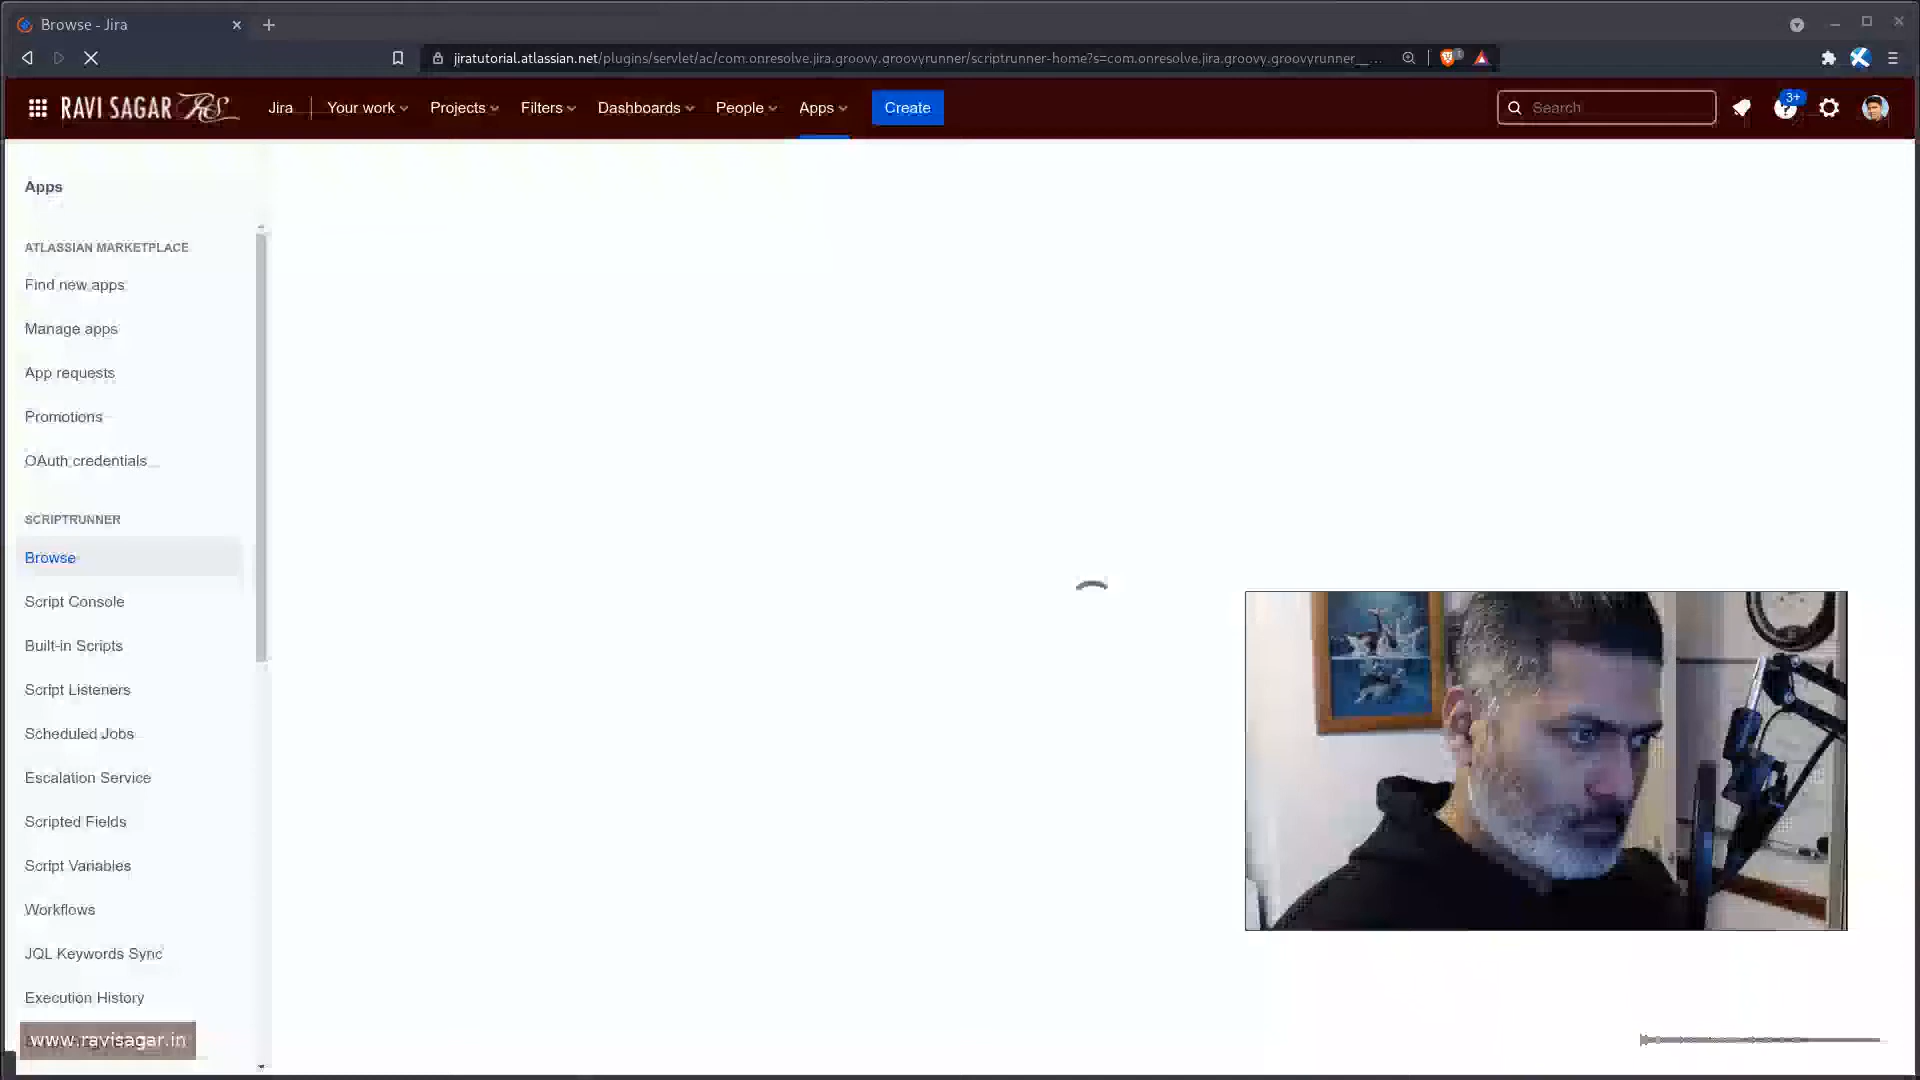 Browse - Jira
jiratutorial.atlassian.net/plugins/servlet/ac/com.onresolve.jira.groovy.groovyrunner/scriptrunner-home?s=com.onresolve.jira.groovy.groovyrunner__...
RAVI SAGAR RS Jira Your work Projects Filters Dashboards People Apps Create Search 3+
Apps
ATLASSIAN MARKETPLACE
Find new apps
Manage apps
App requests
Promotions
OAuth credentials
SCRIPTRUNNER
Browse
Script Console
Built-in Scripts
Script Listeners
Scheduled Jobs
Escalation Service
Scripted Fields
Script Variables
Workflows
JQL Keywords Sync
Execution History
www.ravisagar.in